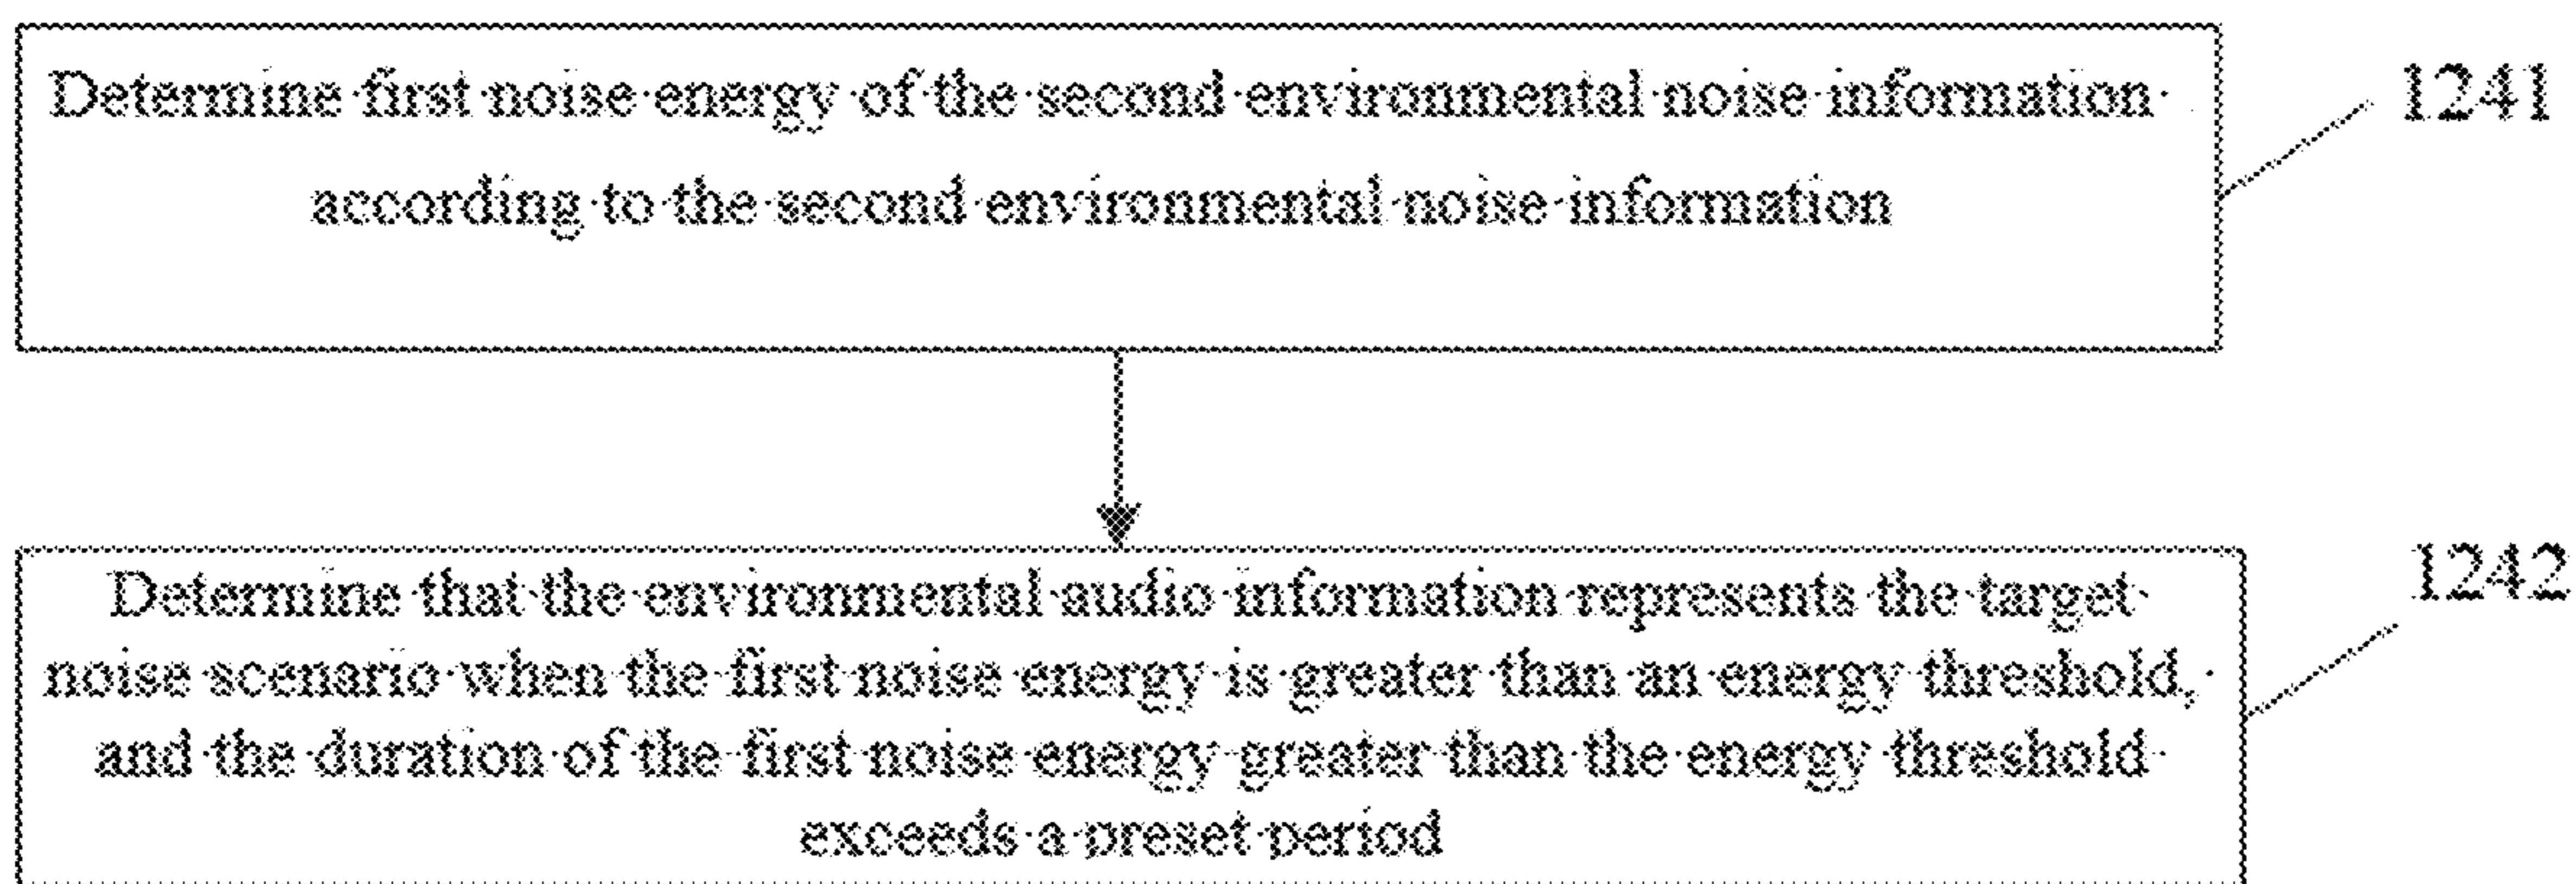 Determine first noise energy of the second environmental noise information
according to the second environmental noise information
1241
Determine that the environmental audio information represents the target
noise scenario when the first noise energy is greater than an energy threshold,
and the duration of the first noise energy greater than the energy threshold
exceeds a preset period
1242